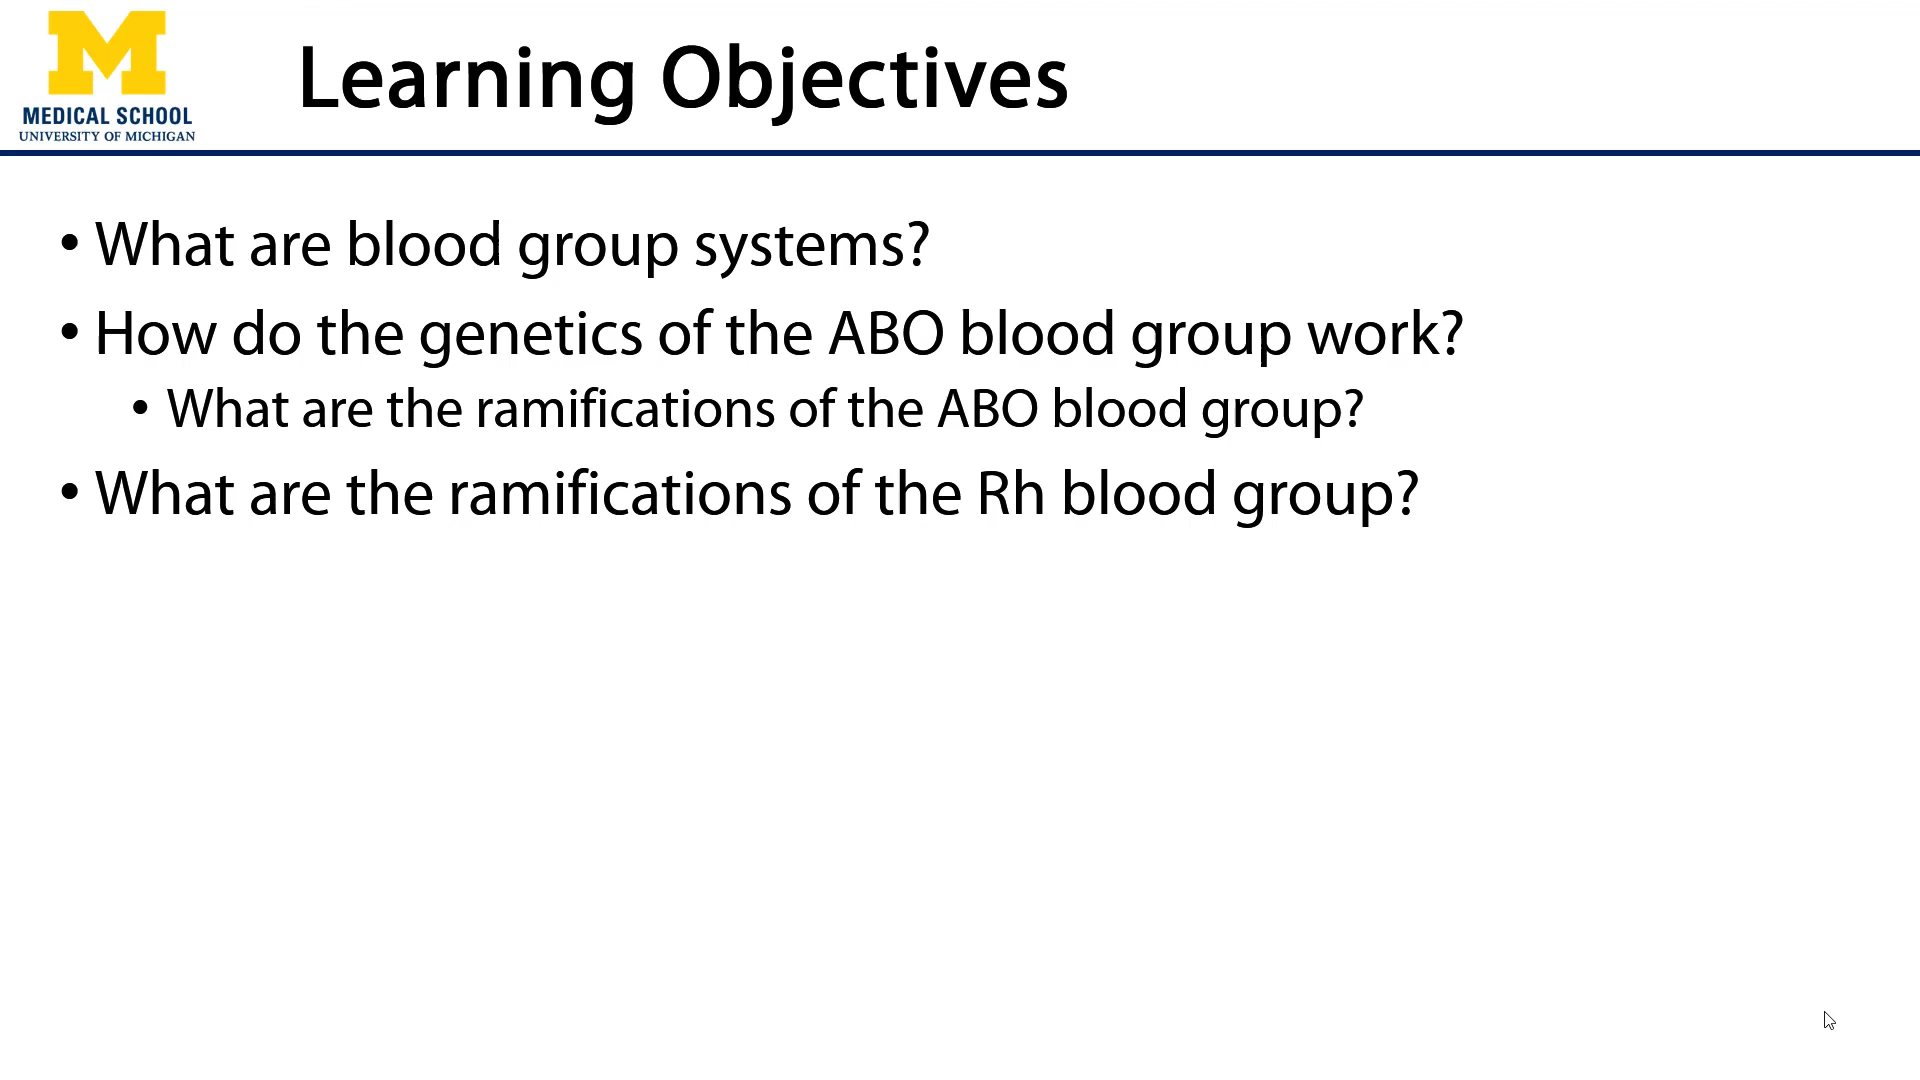 M
MEDICAL SCHOOL
UNIVERSITY OF MICHIGAN
Learning Objectives
• What are blood group systems?
• How do the genetics of the ABO blood group work?
• What are the ramifications of the ABO blood group?
• What are the ramifications of the Rh blood group?